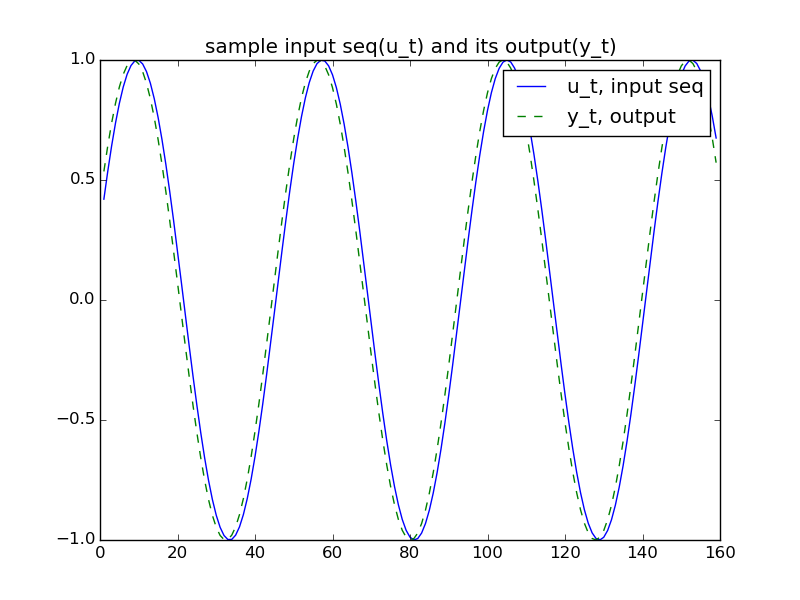 sample input seq(u_t) and its output(y_t)
u_t, input seq
y_t, output
1.0
0.5
0.0
−0.5
−1.0
0 20 40 60 80 100 120 140 160